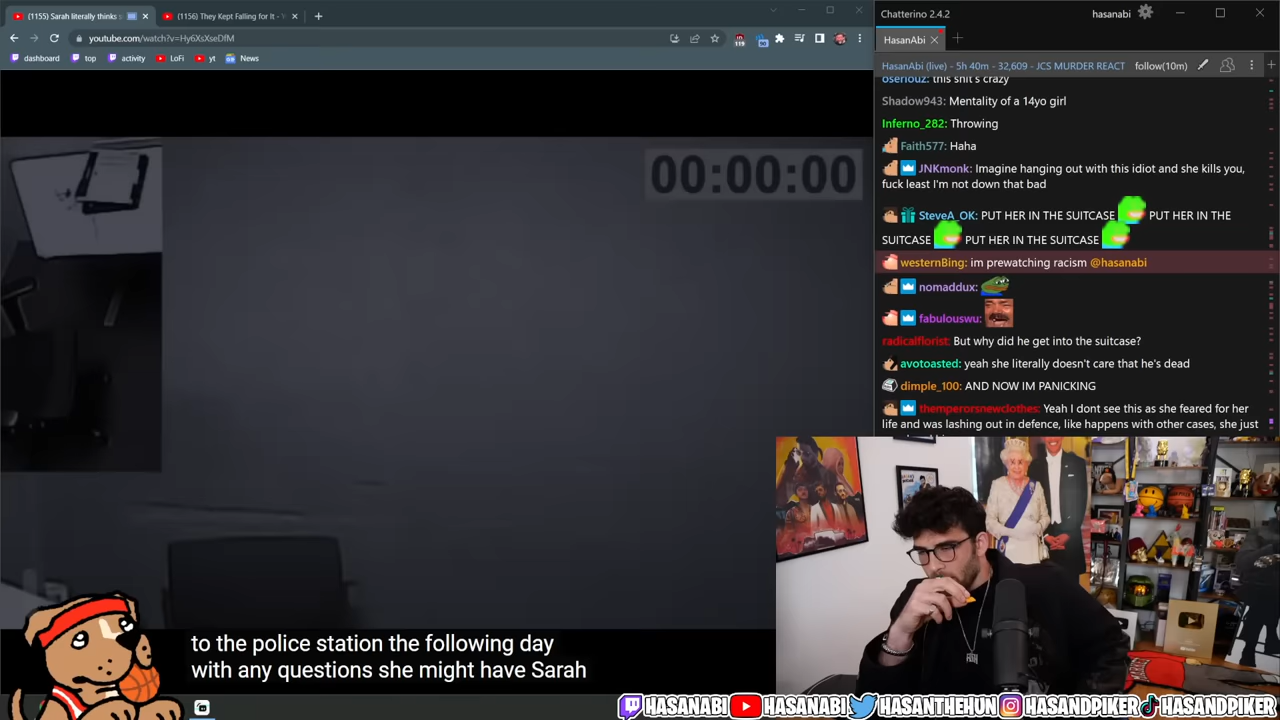 (1155) Sarah literally thinks s
(1156) They Kept Falling for It - Y
youtube.com/watch?v=Hy6XsXseDfM
dashboard
top
activity
LoFi
yt
News
00:00:00
to the police station the following day
with any questions she might have Sarah
Chatterino 2.4.2
hasanabi
HasanAbi
HasanAbi (live) - 5h 40m - 32,609 - JCS MURDER REACT
follow(10m)
oseriouz: this shit's crazy
Shadow943: Mentality of a 14yo girl
Inferno_282: Throwing
Faith577: Haha
JNKmonk: Imagine hanging out with this idiot and she kills you,
fuck least I'm not down that bad
SteveA_OK: PUT HER IN THE SUITCASE PUT HER IN THE
SUITCASE PUT HER IN THE SUITCASE
westernBing: im prewatching racism @hasanabi
nomaddux:
fabulouswu:
radicalflorist: But why did he get into the suitcase?
avotoasted: yeah she literally doesn't care that he's dead
dimple_100: AND NOW IM PANICKING
themperorsnewclothes: Yeah I dont see this as she feared for her
life and was lashing out in defence, like happens with other cases, she just
HASANABI
HASANABI
HASANTHEHUN
HASANDPIKER
HASANDPIKER